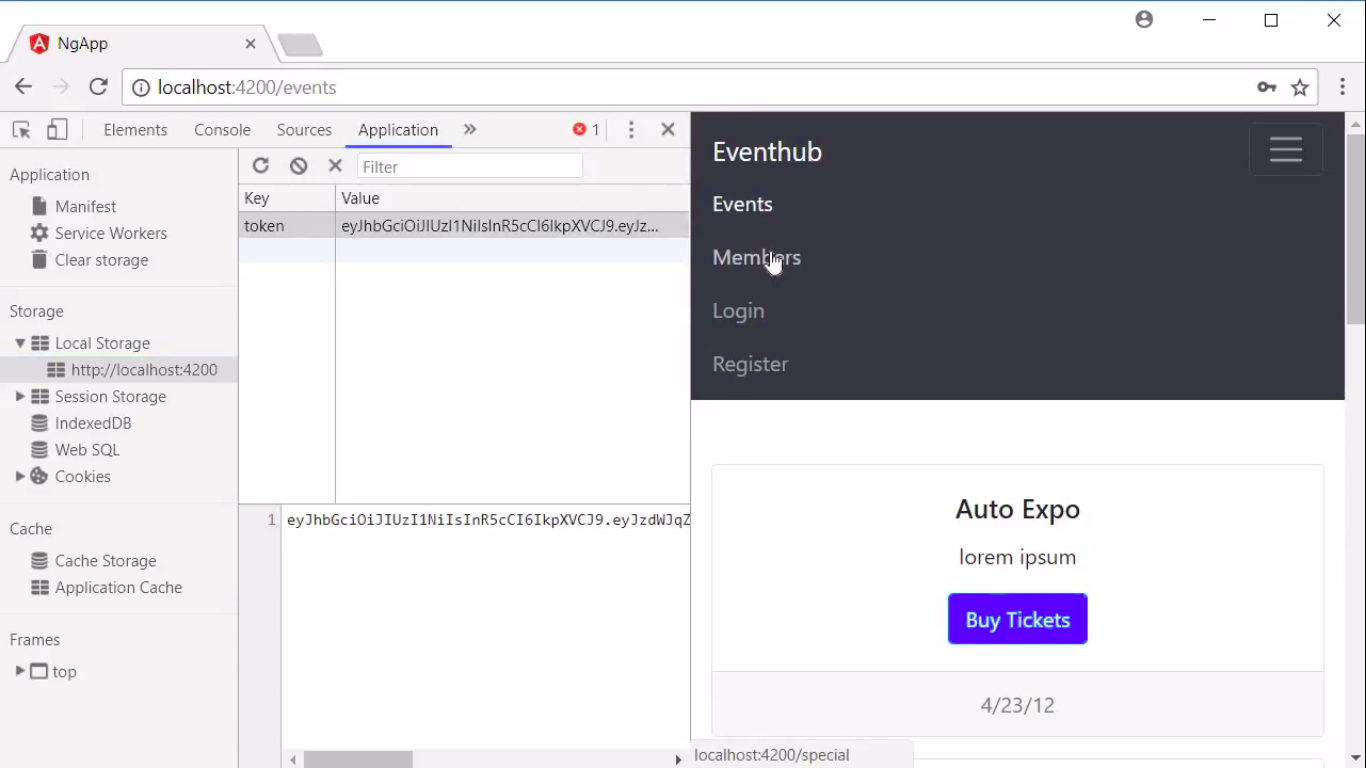 NgApp
localhost:4200/events
Elements Console Sources Application » 1
Application
Manifest
Service Workers
Clear storage
Storage
Local Storage
http://localhost:4200
Session Storage
IndexedDB
Web SQL
Cookies
Cache
Cache Storage
Application Cache
Frames
top
Filter
Key Value
token eyJhbGciOiJIUzI1NiIsInR5cCI6IkpXVCJ9.eyJz...
1 eyJhbGciOiJIUzI1NiIsInR5cCI6IkpXVCJ9.eyJzdWJqZ
Eventhub
Events
Members
Login
Register
Auto Expo
lorem ipsum
Buy Tickets
4/23/12
localhost:4200/special